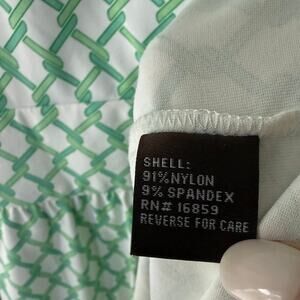 SHELL:
91% NYLON
9% SPANDEX
RN# 16859
REVERSE FOR CARE